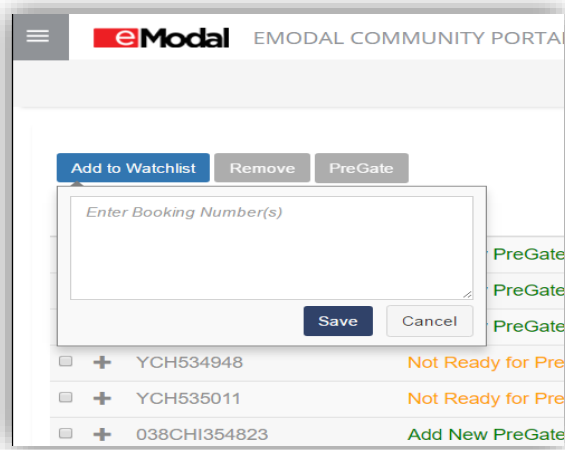 eModal EMODAL COMMUNITY PORTAL
Add to Watchlist Remove PreGate
Enter Booking Number(s)
PreGate
PreGate
Save Cancel PreGate
YCH534948 Not Ready for Pre
YCH535011 Not Ready for Pre
038CHI354823 Add New PreGate